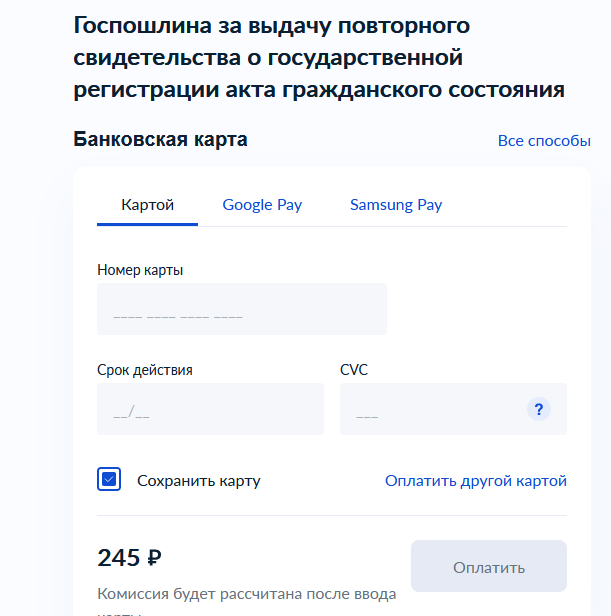 Госпошлина за выдачу повторного
свидетельства о государственной
регистрации акта гражданского состояния
Банковская карта
Все способы
Картой
Google Pay
Samsung Pay
Номер карты
____ ____ ____ ____
Срок действия
CVC
__/__
___
?
Сохранить карту
Оплатить другой картой
245 ₽
Оплатить
Комиссия будет рассчитана после ввода